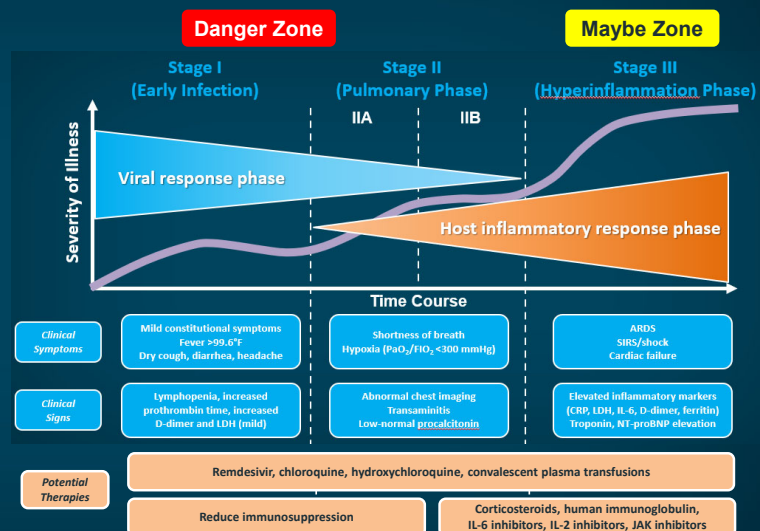 Danger Zone
Maybe Zone
Stage I
(Early Infection)
Stage II
(Pulmonary Phase)
Stage III
(Hyperinflammation Phase)
IIA
IIB
Severity of Illness
Viral response phase
Host inflammatory response phase
Time Course
Clinical
Symptoms
Mild constitutional symptoms
Fever >99.6°F
Dry cough, diarrhea, headache
Shortness of breath
Hypoxia (PaO₂/FIO₂ <300 mmHg)
ARDS
SIRS/shock
Cardiac failure
Clinical
Signs
Lymphopenia, increased
prothrombin time, increased
D-dimer and LDH (mild)
Abnormal chest imaging
Transaminitis
Low-normal procalcitonin
Elevated inflammatory markers
(CRP, LDH, IL-6, D-dimer, ferritin)
Troponin, NT-proBNP elevation
Potential
Therapies
Remdesivir, chloroquine, hydroxychloroquine, convalescent plasma transfusions
Reduce immunosuppression
Corticosteroids, human immunoglobulin,
IL-6 inhibitors, IL-2 inhibitors, JAK inhibitors